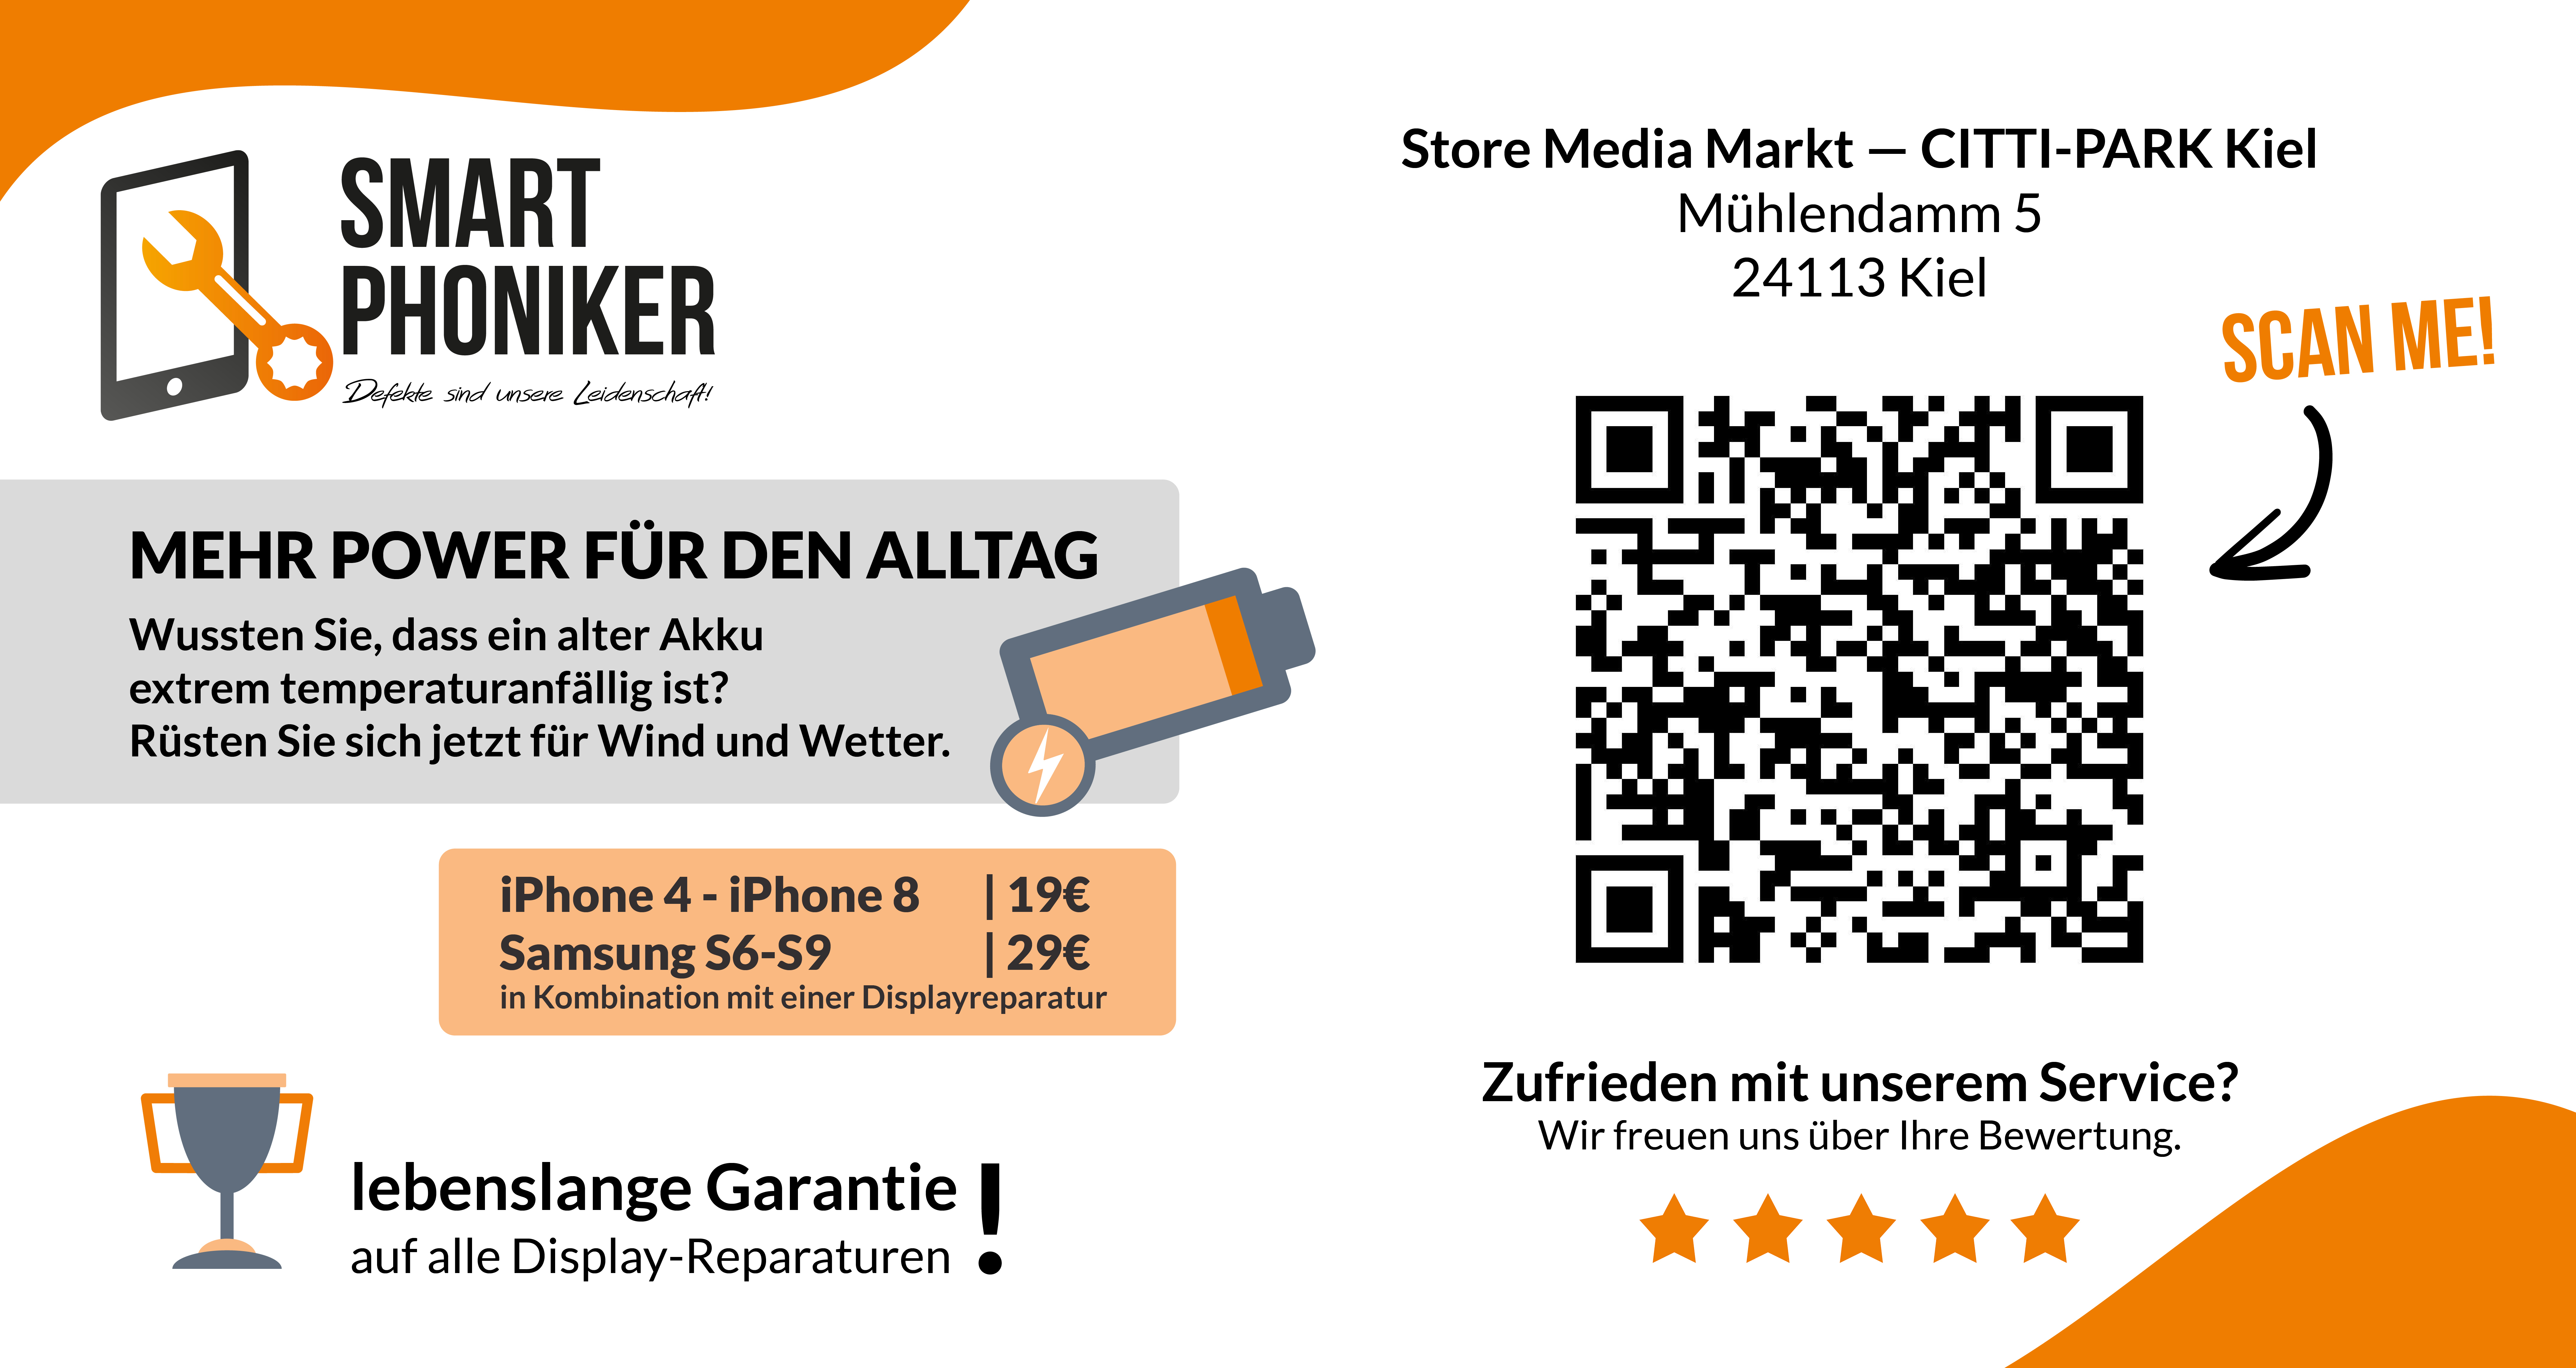 SMART
PHONIKER
Defekte sind unsere Leidenschaft!
MEHR POWER FÜR DEN ALLTAG
Wussten Sie, dass ein alter Akku
extrem temperaturanfällig ist?
Rüsten Sie sich jetzt für Wind und Wetter.
iPhone 4 - iPhone 8 | 19€
Samsung S6-S9 | 29€
in Kombination mit einer Displayreparatur
lebenslange Garantie !
auf alle Display-Reparaturen
Store Media Markt — CITTI-PARK Kiel
Mühlendamm 5
24113 Kiel
SCAN ME!
Zufrieden mit unserem Service?
Wir freuen uns über Ihre Bewertung.